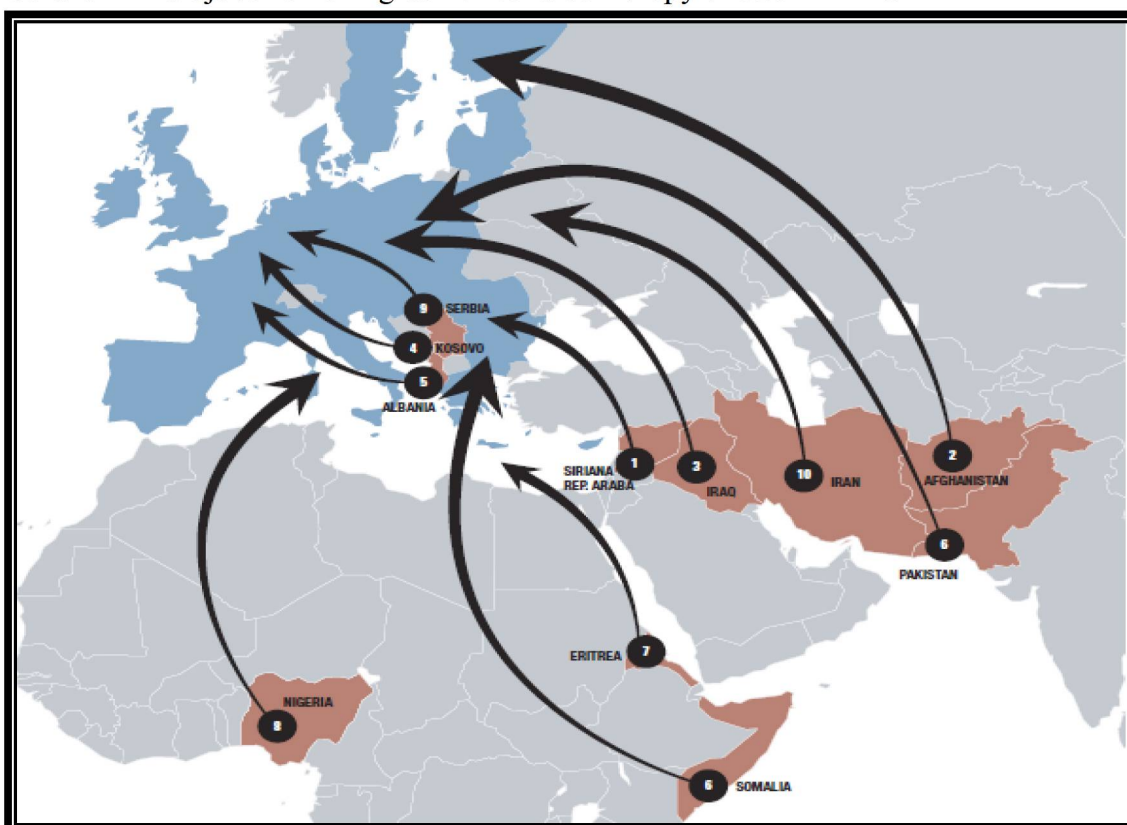 9 SERBIA
4 KOSOVO
5
ALBANIA
1
SIRIANA
REP. ARABA
3
IRAQ
10 IRAN
2
AFGHANISTAN
6
PAKISTAN
ERITREA 7
NIGERIA
8
6 SOMALIA